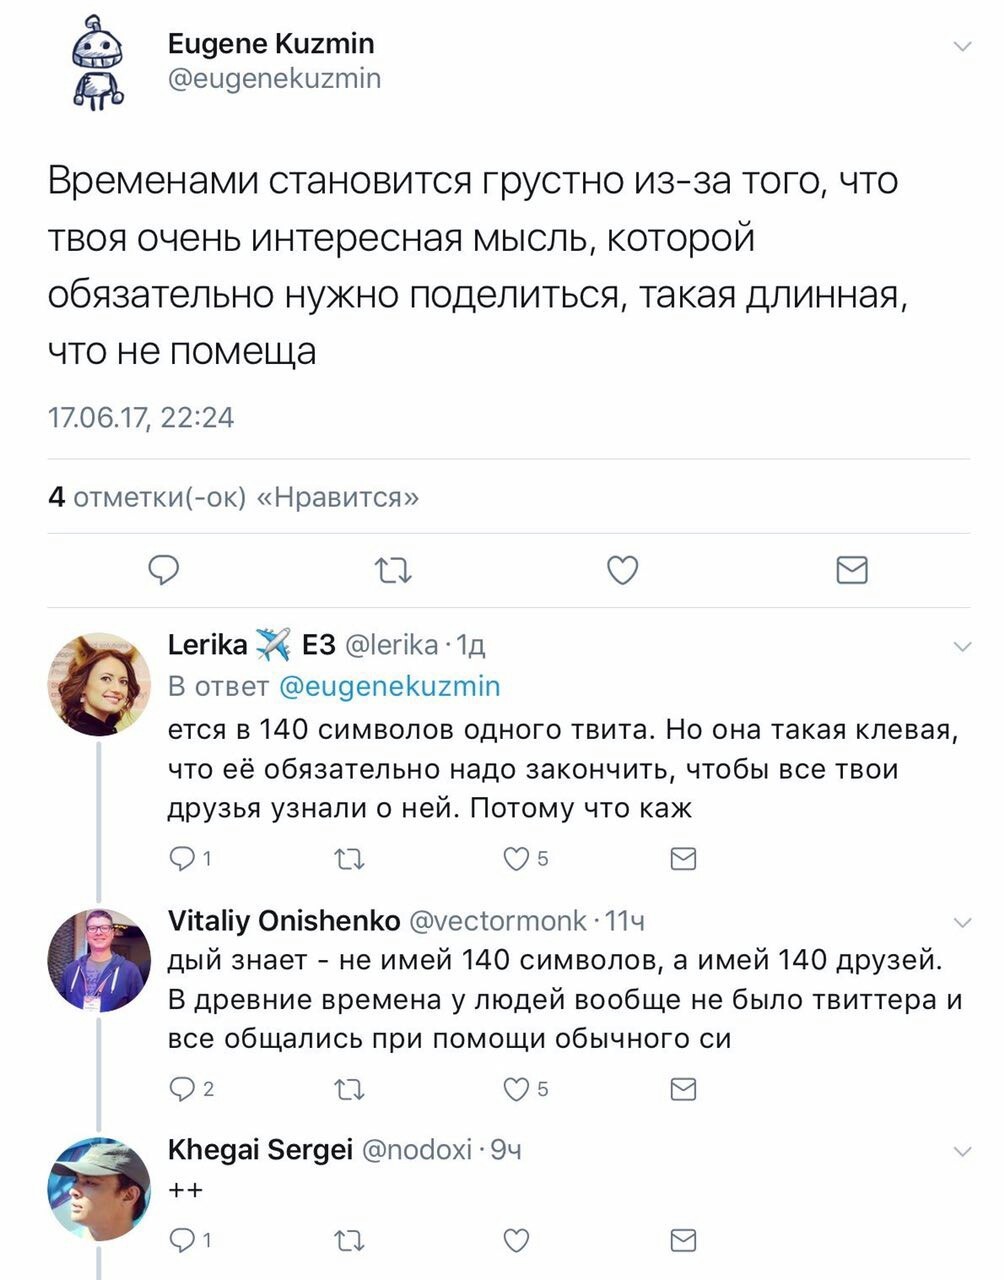 Eugene Kuzmin
@eugenekuzmin
Временами становится грустно из-за того, что
твоя очень интересная мысль, которой
обязательно нужно поделиться, такая длинная,
что не помеща
17.06.17, 22:24
4 отметки(-ок) «Нравится»
Lerika ✈️ E3 @lerika · 1д
В ответ @eugenekuzmin
ется в 140 символов одного твита. Но она такая клевая,
что её обязательно надо закончить, чтобы все твои
друзья узнали о ней. Потому что каж
1 5
Vitaliy Onishenko @vectormonk · 11ч
дый знает - не имей 140 символов, а имей 140 друзей.
В древние времена у людей вообще не было твиттера и
все общались при помощи обычного си
2 5
Khegai Sergei @nodoxi · 9ч
++
1